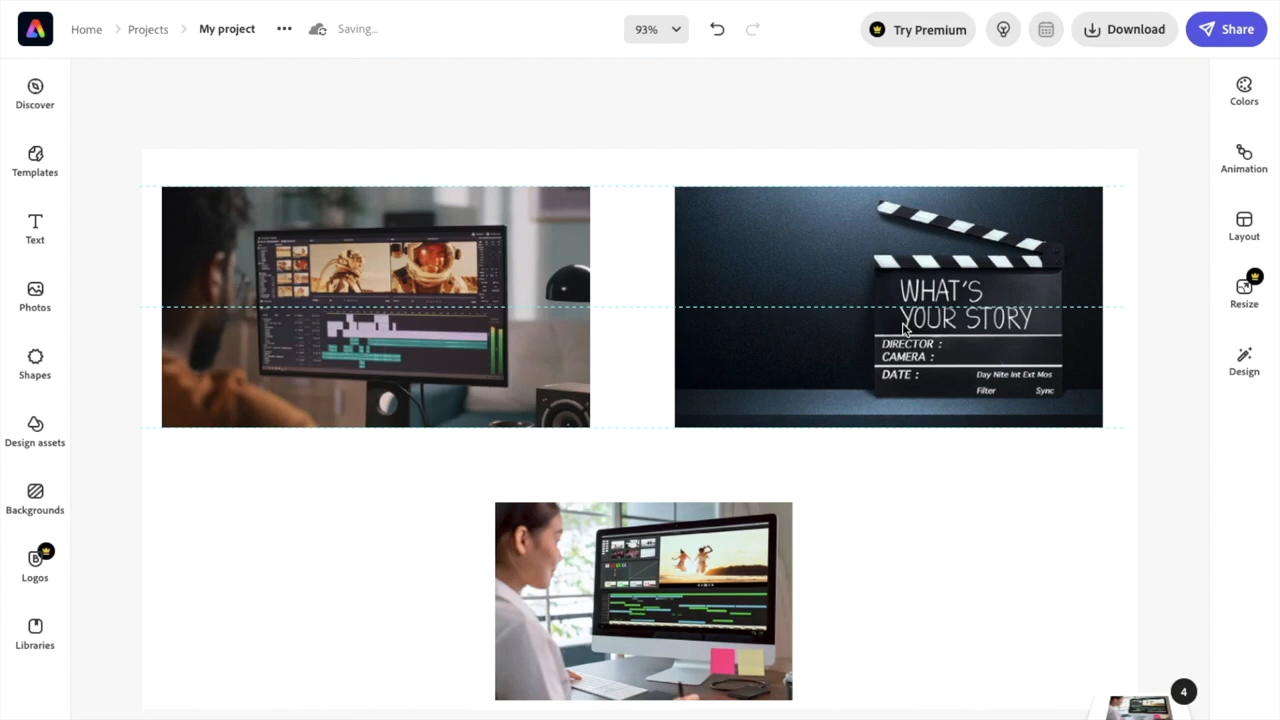 Home
Projects
My project
Saving...
93%
Try Premium
Download
Share
Discover
Templates
Text
Photos
Shapes
Design assets
Backgrounds
Logos
Libraries
Colors
Animation
Layout
Resize
Design
WHAT'S
YOUR STORY
DIRECTOR :
CAMERA :
DATE : Day Nite Int Ext Mos
Filter Sync
4